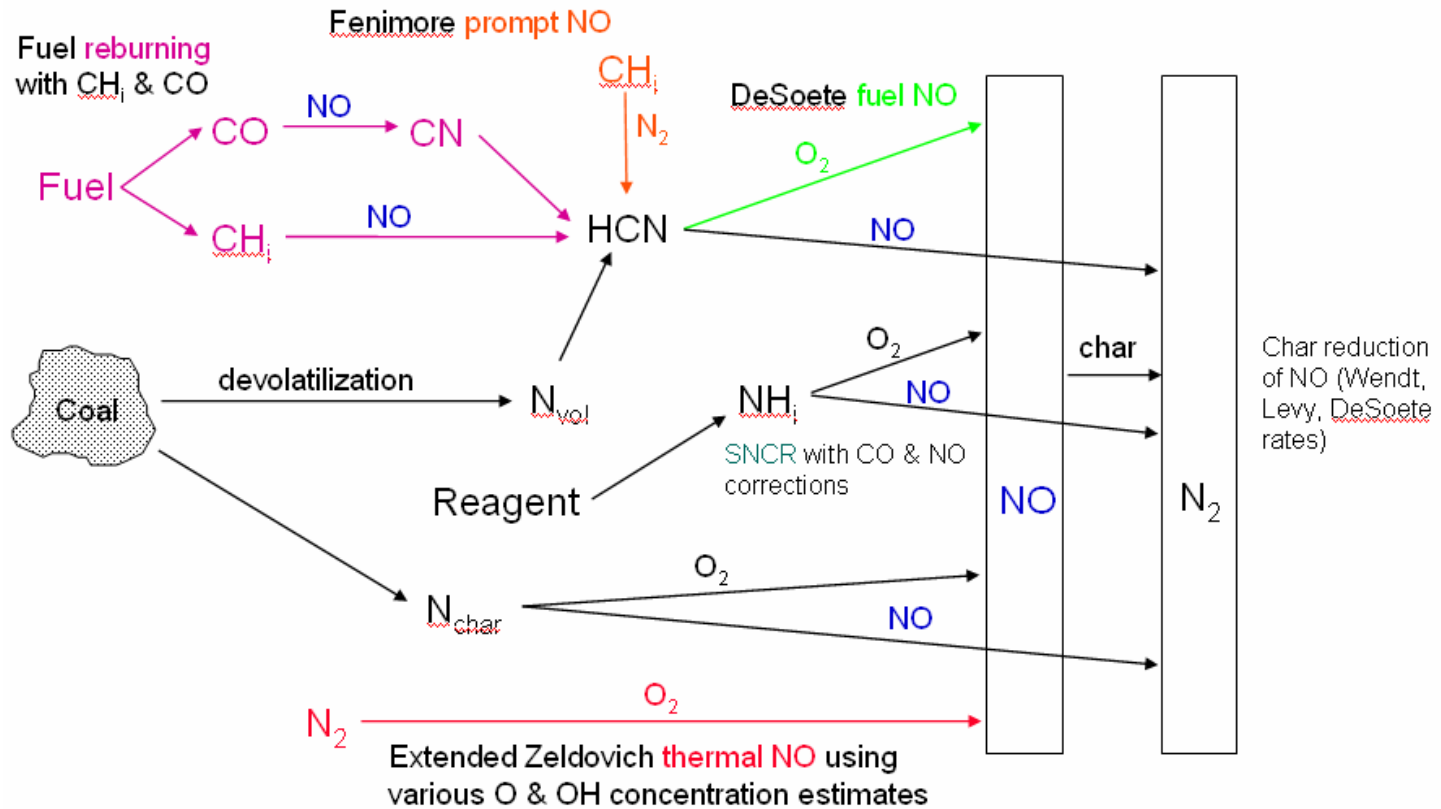 Fenimore prompt NO
Fuel reburning
with CHi & CO
CHi
DeSoete fuel NO
NO
CO
CN
N2
O2
Fuel
NO
CHi
HCN
NO
O2
char
Char reduction
of NO (Wendt,
Levy, DeSoete
rates)
devolatilization
Coal
Nvol
NHi
NO
SNCR with CO & NO
corrections
Reagent
NO
N2
O2
Nchar
NO
O2
N2
Extended Zeldovich thermal NO using
various O & OH concentration estimates